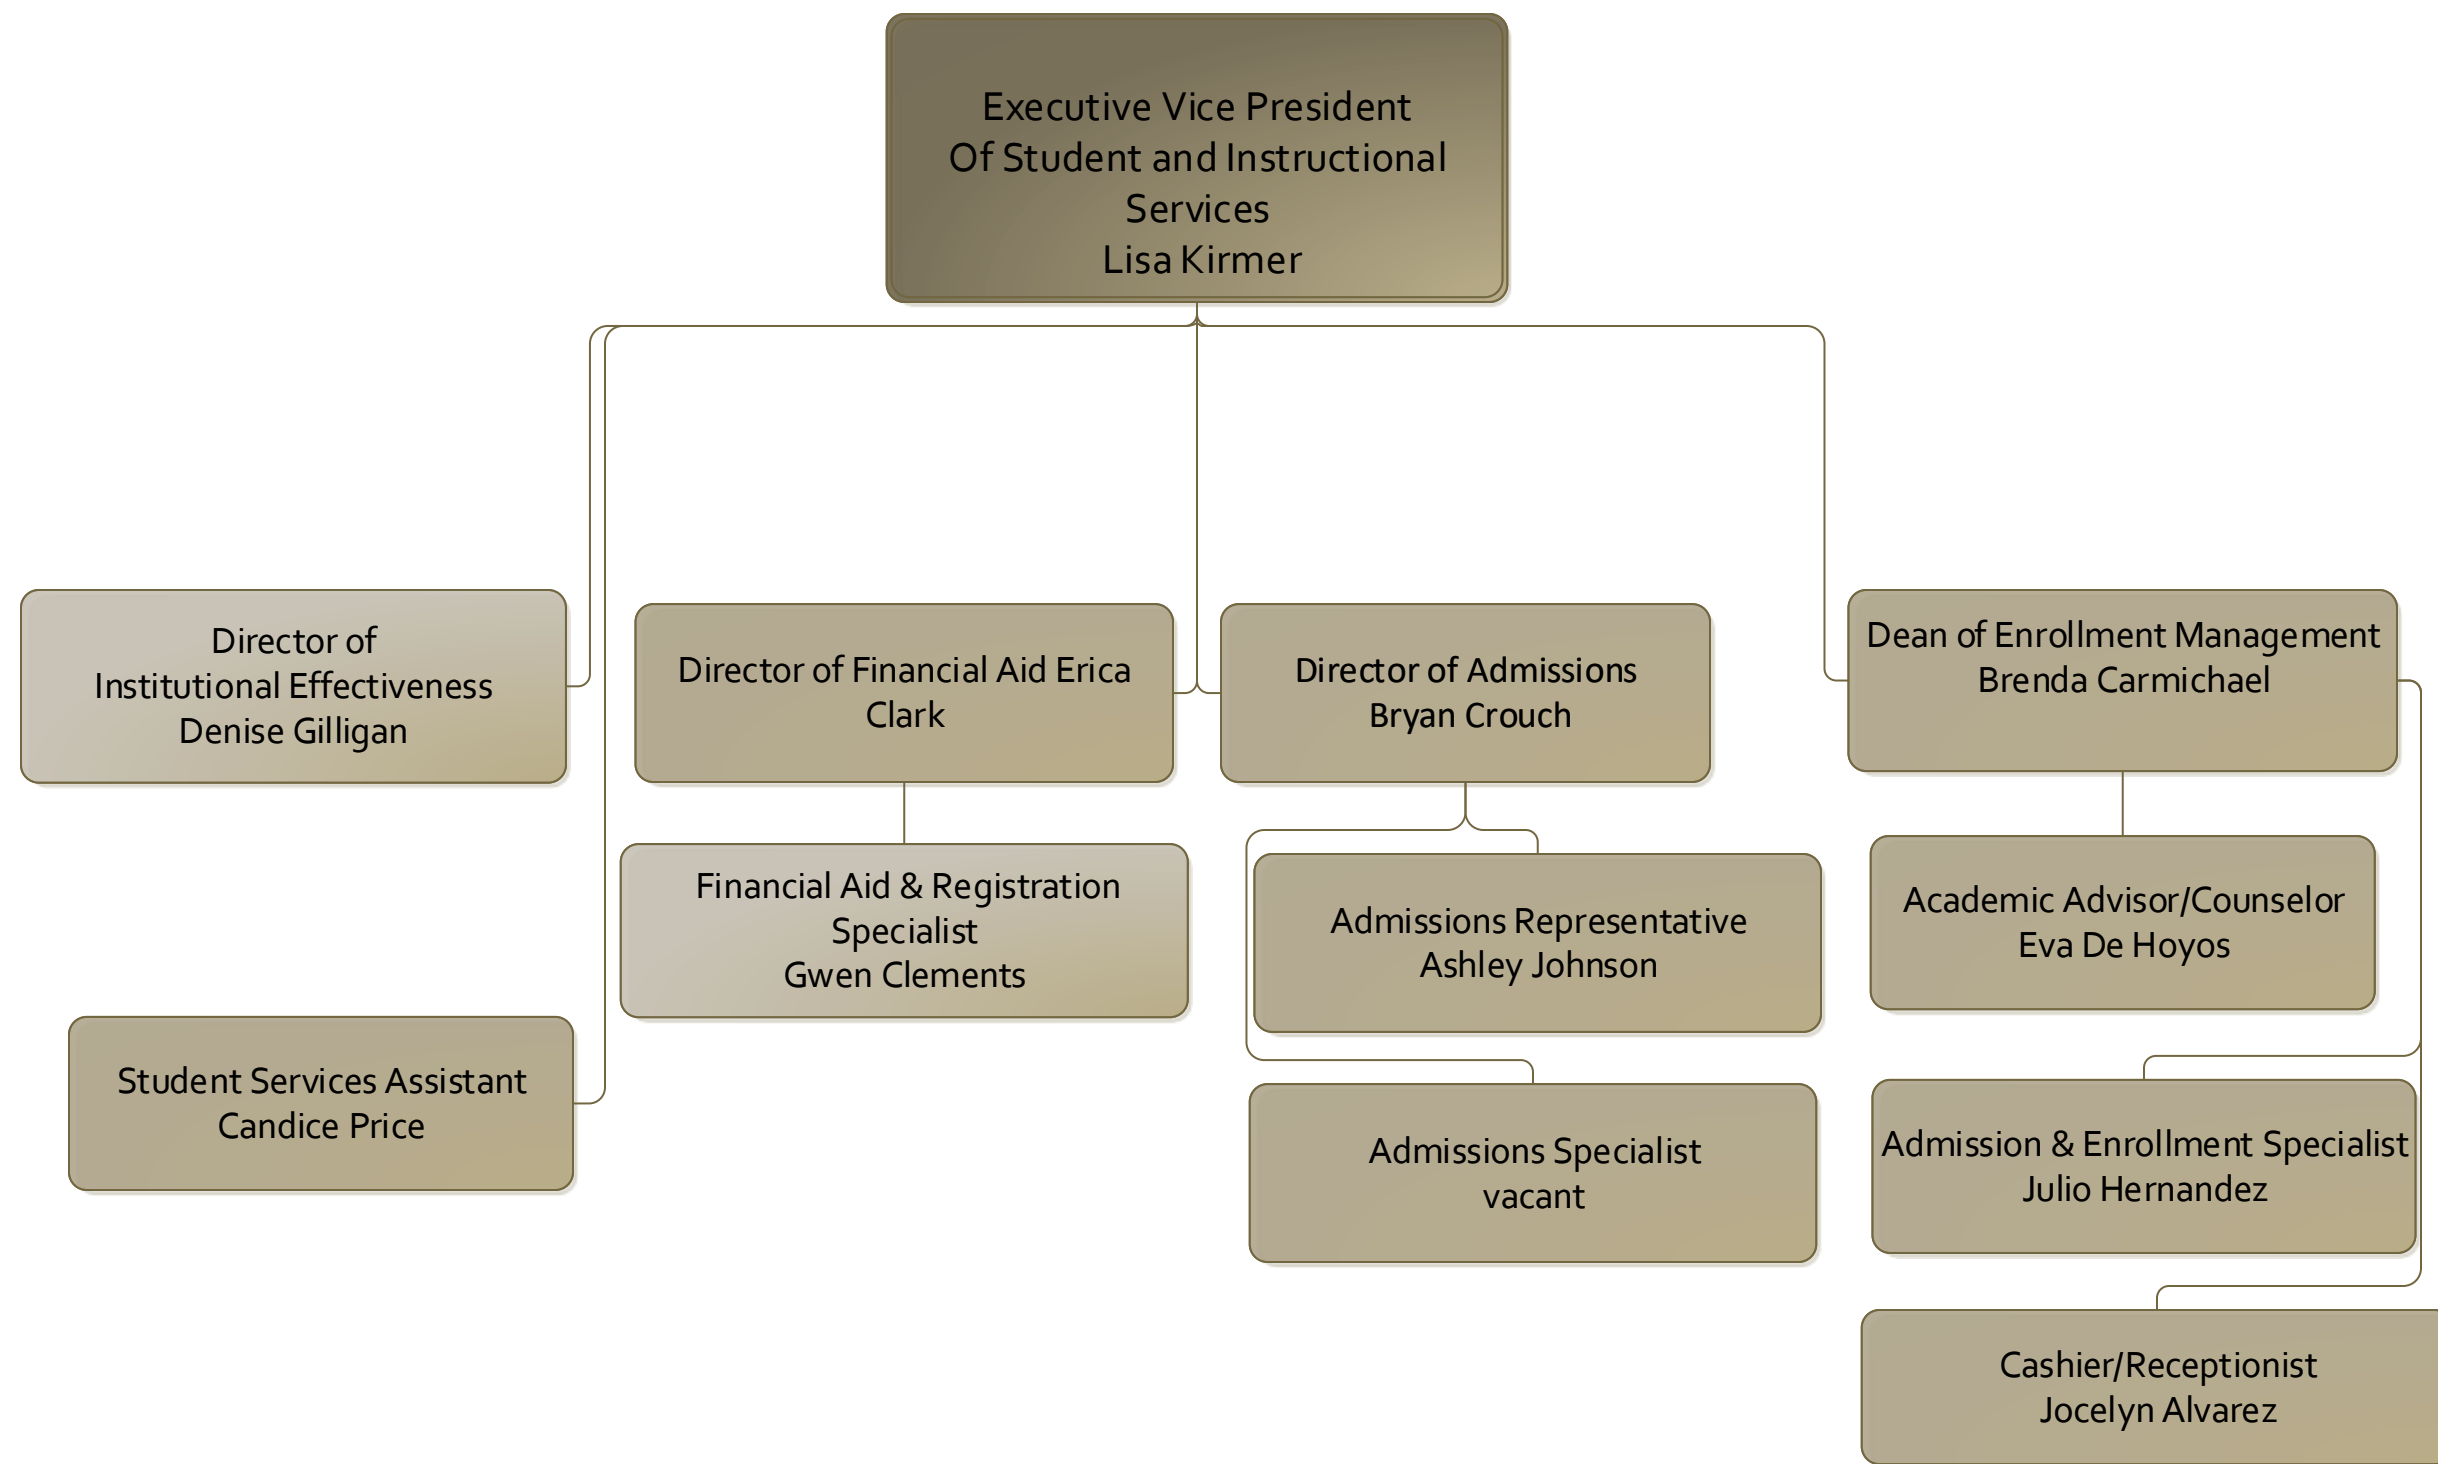 Executive Vice President
Of Student and Instructional
Services
Lisa Kirmer
Director of
Institutional Effectiveness
Denise Gilligan
Director of Financial Aid Erica
Clark
Director of Admissions
Bryan Crouch
Dean of Enrollment Management
Brenda Carmichael
Financial Aid & Registration
Specialist
Gwen Clements
Admissions Representative
Ashley Johnson
Academic Advisor/Counselor
Eva De Hoyos
Student Services Assistant
Candice Price
Admissions Specialist
vacant
Admission & Enrollment Specialist
Julio Hernandez
Cashier/Receptionist
Jocelyn Alvarez